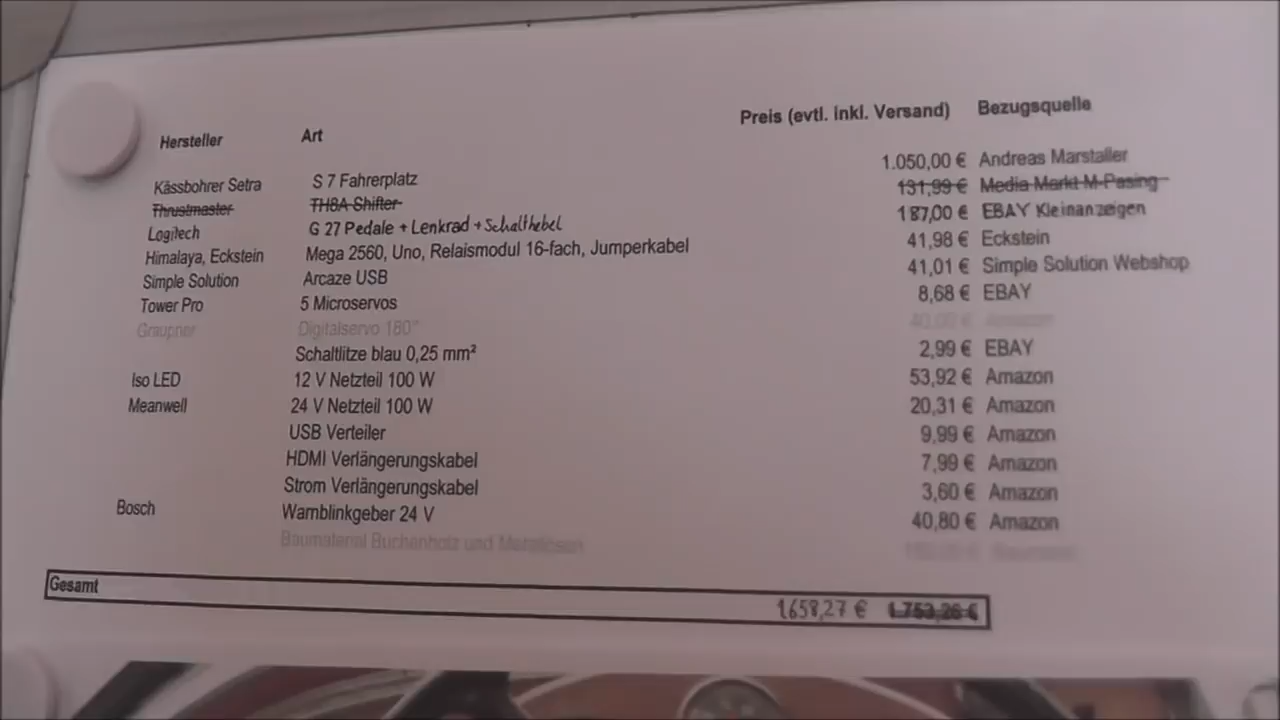 Hersteller Art Preis (evtl. inkl. Versand) Bezugsquelle
Kässbohrer Setra S 7 Fahrerplatz 1.050,00 € Andreas Marstaller
Thrustmaster TH8A Shifter 131,99 € Media Markt M-Pasing
Logitech G 27 Pedale + Lenkrad + Schalthebel 187,00 € EBAY Kleinanzeigen
Himalaya, Eckstein Mega 2560, Uno, Relaismodul 16-fach, Jumperkabel 41,98 € Eckstein
Simple Solution Arcaze USB 41,01 € Simple Solution Webshop
Tower Pro 5 Microservos 8,68 € EBAY
Graupner Digitalservo 180° Amazon
Schaltlitze blau 0,25 mm² 2,99 € EBAY
Iso LED 12 V Netzteil 100 W 53,92 € Amazon
Meanwell 24 V Netzteil 100 W 20,31 € Amazon
USB Verteiler 9,99 € Amazon
HDMI Verlängerungskabel 7,99 € Amazon
Strom Verlängerungskabel 3,60 € Amazon
Bosch Warnblinkgeber 24 V 40,80 € Amazon
Baumaterial Buchenholz und
Gesamt 1658,27 € 1.753,26 €